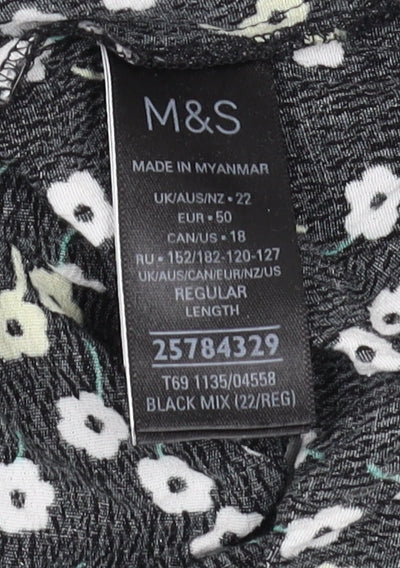 M&S
MADE IN MYANMAR
UK/AUS/NZ • 22
EUR • 50
CAN/US • 18
RU • 152/182-120-127
UK/AUS/CAN/EUR/NZ/US
REGULAR
LENGTH
25784329
T69 1135/04558
BLACK MIX (22/REG)